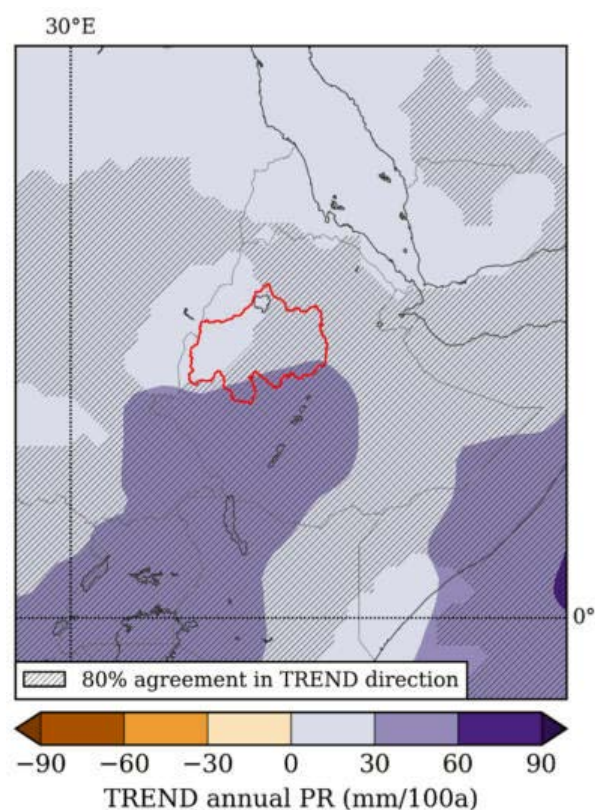 30°E
0°
80% agreement in TREND direction
−90 −60 −30 0 30 60 90
TREND annual PR (mm/100a)